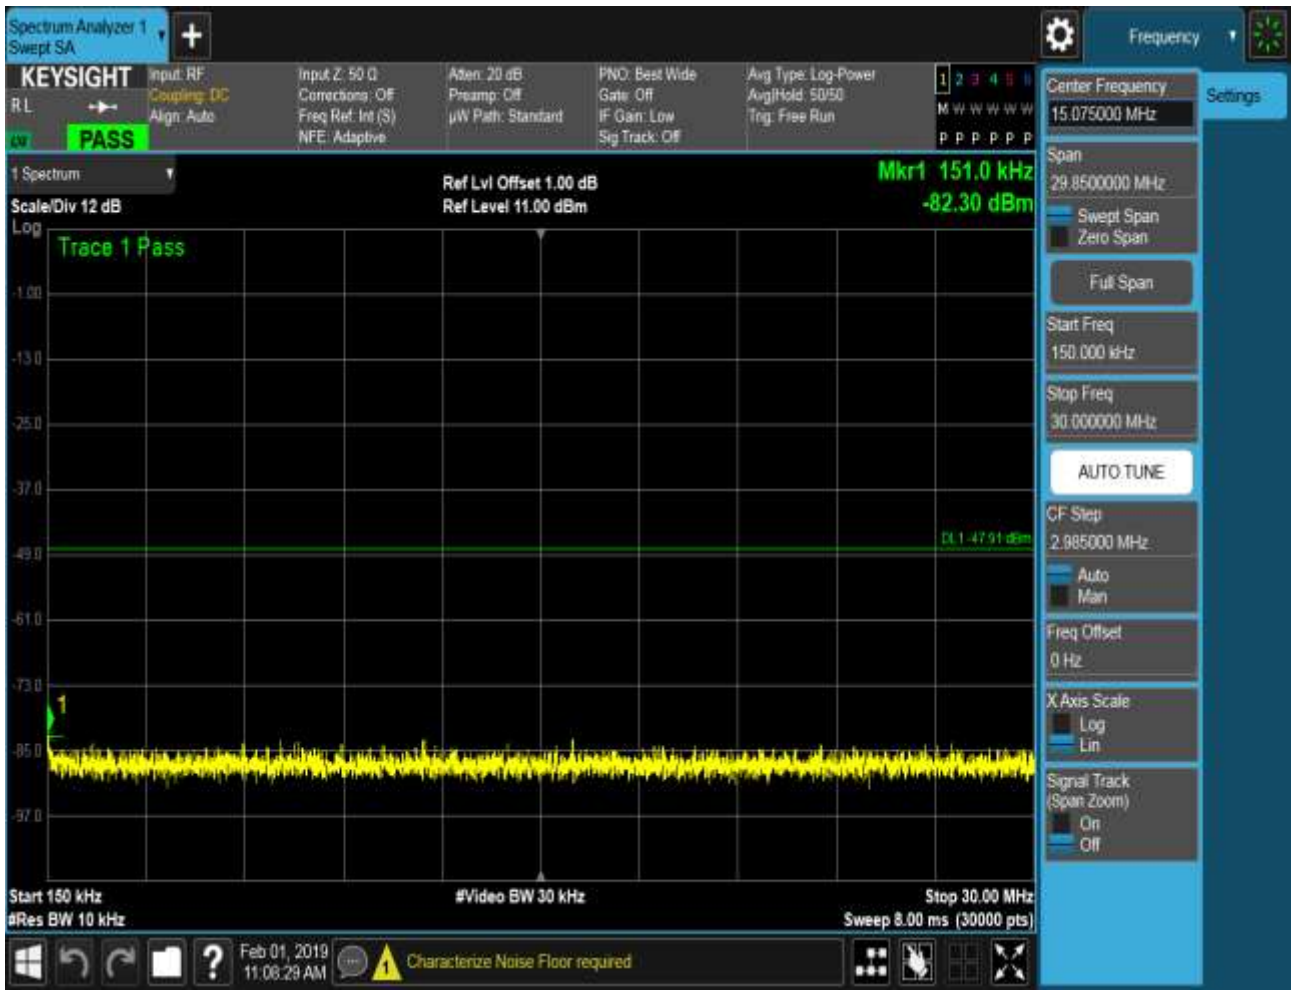 Spectrum Analyzer 1
Swept SA
Frequency
KEYSIGHT
R L
PASS
Input: RF
Coupling: DC
Align: Auto
Input Z: 50 Ω
Corrections: Off
Freq Ref: Int (S)
NFE: Adaptive
Atten: 20 dB
Preamp: Off
µW Path: Standard
PNO: Best Wide
Gate: Off
IF Gain: Low
Sig Track: Off
Avg Type: Log-Power
Avg|Hold: 50/50
Trig: Free Run
1 2 3 4 5 6
M W W W W W
P P P P P P
1 Spectrum
Scale/Div 12 dB
Ref Lvl Offset 1.00 dB
Ref Level 11.00 dBm
Mkr1 151.0 kHz
-82.30 dBm
Log
Trace 1 Pass
-1.00
-13.0
-25.0
-37.0
-49.0
-61.0
-73.0
-85.0
-97.0
DL1 -47.91 dBm
1
Start 150 kHz
#Res BW 10 kHz
#Video BW 30 kHz
Stop 30.00 MHz
Sweep 8.00 ms (30000 pts)
Center Frequency
15.075000 MHz
Settings
Span
29.8500000 MHz
Swept Span
Zero Span
Full Span
Start Freq
150.000 kHz
Stop Freq
30.000000 MHz
AUTO TUNE
CF Step
2.985000 MHz
Auto
Man
Freq Offset
0 Hz
X Axis Scale
Log
Lin
Signal Track
(Span Zoom)
On
Off
?
Feb 01, 2019
11:08:29 AM
1
Characterize Noise Floor required